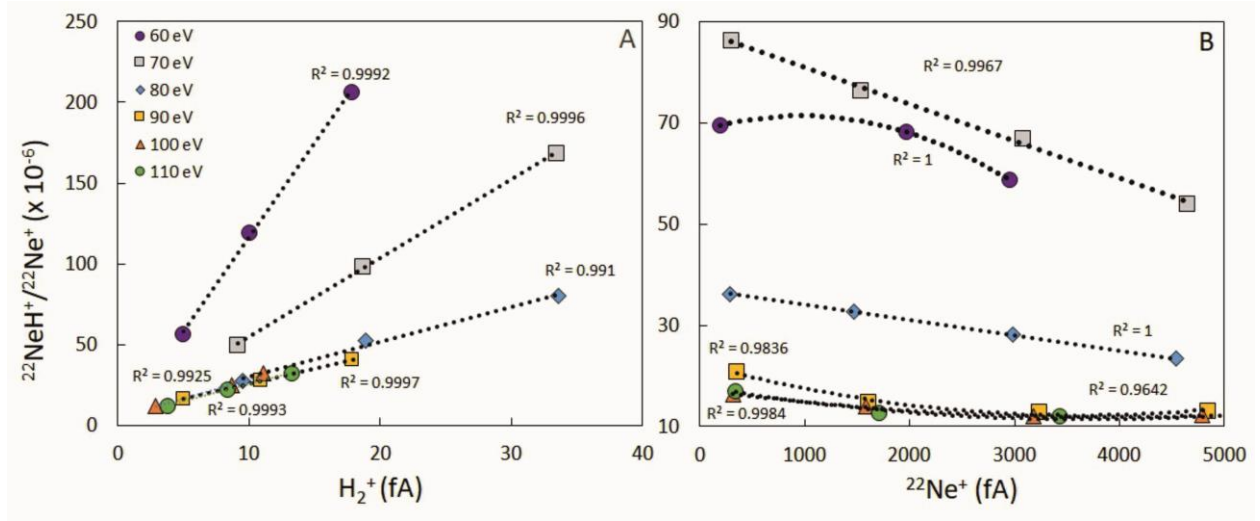 A
60 eV
70 eV
80 eV
90 eV
100 eV
110 eV
R² = 0.9992
R² = 0.9996
R² = 0.991
R² = 0.9925
R² = 0.9997
R² = 0.9993
250
200
150
100
50
0
0 10 20 30 40
²²NeH⁺/²²Ne⁺ (x 10⁻⁶)
H₂⁺ (fA)
B
R² = 0.9967
R² = 1
R² = 1
R² = 0.9836
R² = 0.9642
R² = 0.9984
90
70
50
30
10
0 1000 2000 3000 4000 5000
²²Ne⁺ (fA)